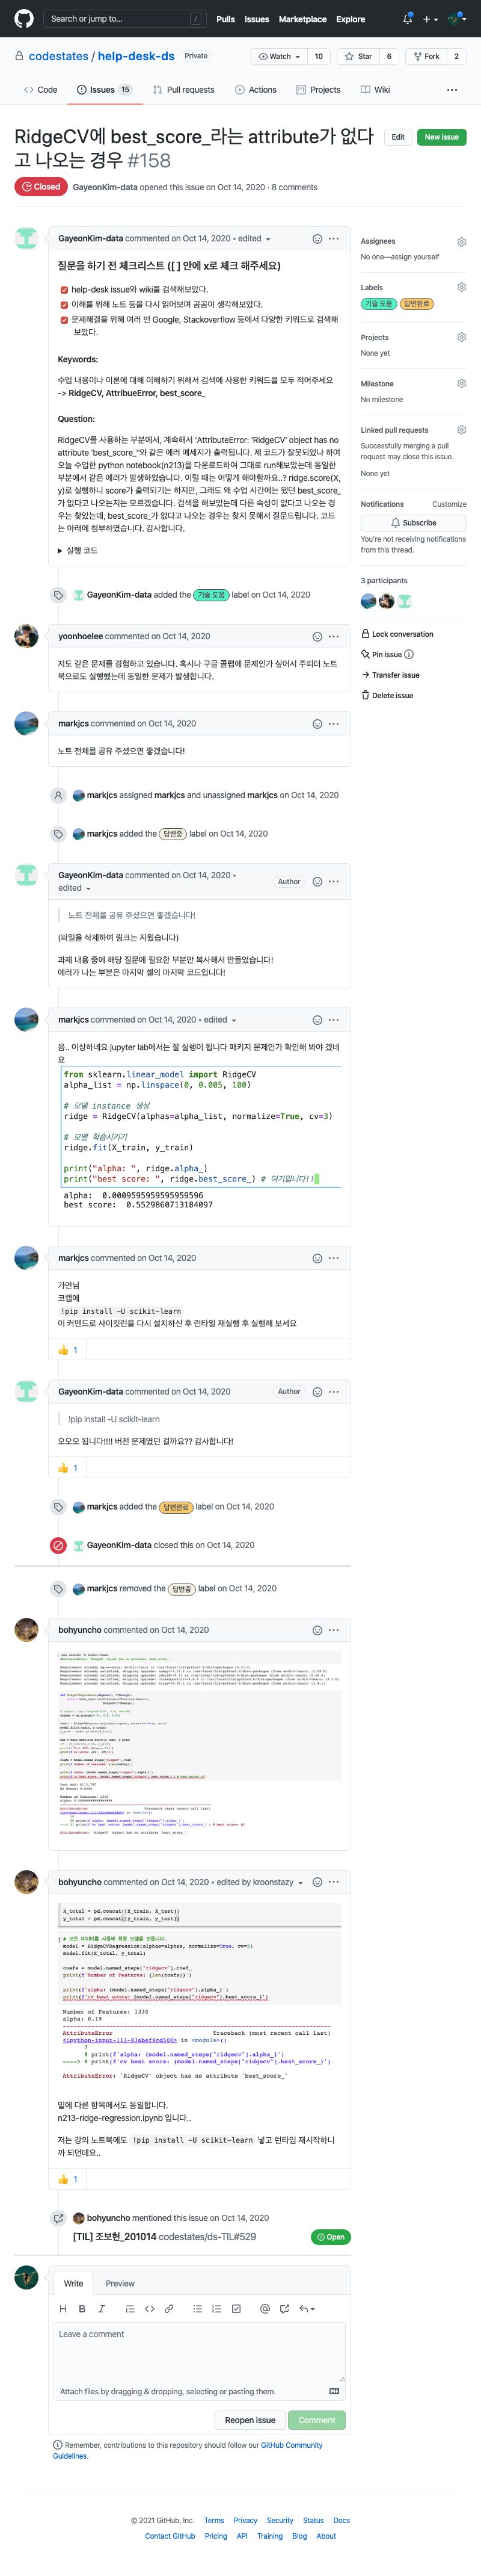 Search or jump to...
/
Pulls Issues Marketplace Explore
codestates / help-desk-ds Private
Watch 10 Star 6 Fork 2
Code Issues 15 Pull requests Actions Projects Wiki
RidgeCV에 best_score_라는 attribute가 없다
고 나오는 경우 #158
Edit New issue
Closed GayeonKim-data opened this issue on Oct 14, 2020 · 8 comments
GayeonKim-data commented on Oct 14, 2020 • edited
질문을 하기 전 체크리스트 ([ ] 안에 x로 체크 해주세요)
help-desk issue와 wiki를 검색해보았다.
이해를 위해 노트 등을 다시 읽어보며 곰곰이 생각해보았다.
문제해결을 위해 여러 번 Google, Stackoverflow 등에서 다양한 키워드로 검색해
보았다.
Keywords:
수업 내용이나 이론에 대해 이해하기 위해서 검색에 사용한 키워드를 모두 적어주세요
-> RidgeCV, AttribueError, best_score_
Question:
RidgeCV를 사용하는 부분에서, 계속해서 'AttributeError: 'RidgeCV' object has no
attribute 'best_score_''와 같은 에러 메세지가 출력됩니다. 제 코드가 잘못되었나 하여
오늘 수업한 python notebook(n213)을 다운로드하여 그대로 run해보았는데 동일한
부분에서 같은 에러가 발생하였습니다. 이럴 때는 어떻게 해야할까요..? ridge.score(X,
y)로 실행하니 score가 출력되기는 하지만, 그래도 왜 수업 시간에는 됐던 best_score_
가 없다고 나오는지는 모르겠습니다. 검색을 해보았는데 다른 속성이 없다고 나오는 경
우는 찾았는데, best_score_가 없다고 나오는 경우는 찾지 못해서 질문드립니다. 코드
는 아래에 첨부하였습니다. 감사합니다.
실행 코드
Assignees
No one—assign yourself
Labels
기술 도움 답변완료
Projects
None yet
Milestone
No milestone
Linked pull requests
Successfully merging a pull
request may close this issue.
None yet
Notifications Customize
Subscribe
You're not receiving notifications
from this thread.
3 participants
Lock conversation
Pin issue
Transfer issue
Delete issue
GayeonKim-data added the 기술 도움 label on Oct 14, 2020
yoonhoelee commented on Oct 14, 2020
저도 같은 문제를 경험하고 있습니다. 혹시나 구글 콜랩에 문제인가 싶어서 주피터 노트
북으로도 실행했는데 동일한 문제가 발생합니다.
markjcs commented on Oct 14, 2020
노트 전체를 공유 주셨으면 좋겠습니다!
markjcs assigned markjcs and unassigned markjcs on Oct 14, 2020
markjcs added the 답변중 label on Oct 14, 2020
GayeonKim-data commented on Oct 14, 2020 •
edited
Author
노트 전체를 공유 주셨으면 좋겠습니다!
(파일을 삭제하여 링크는 지웠습니다)
과제 내용 중에 해당 질문에 필요한 부분만 복사해서 만들었습니다!
에러가 나는 부분은 마지막 셀의 마지막 코드입니다!
markjcs commented on Oct 14, 2020 • edited
음.. 이상하네요 jupyter lab에서는 잘 실행이 됩니다 패키지 문제인가 확인해 봐야 겠네
요
from sklearn.linear_model import RidgeCV
alpha_list = np.linspace(0, 0.005, 100)
# 모델 instance 생성
ridge = RidgeCV(alphas=alpha_list, normalize=True, cv=3)
# 모델 학습시키기
ridge.fit(X_train, y_train)
print("alpha: ", ridge.alpha_)
print("best score: ", ridge.best_score_) # 여기입니다!!
alpha: 0.0009595959595959596
best score: 0.5529860713184097
markjcs commented on Oct 14, 2020
가연님
코랩에
!pip install -U scikit-learn
이 커맨드로 사이킷런을 다시 설치하신 후 런타임 재실행 후 실행해 보세요
1
GayeonKim-data commented on Oct 14, 2020 Author
!pip install -U scikit-learn
오오오 됩니다!!!! 버전 문제였던 걸까요?? 감사합니다!
1
markjcs added the 답변완료 label on Oct 14, 2020
GayeonKim-data closed this on Oct 14, 2020
markjcs removed the 답변중 label on Oct 14, 2020
bohyuncho commented on Oct 14, 2020
bohyuncho commented on Oct 14, 2020 • edited by kroonstazy
X_total = pd.concat([X_train, X_test])
y_total = pd.concat([y_train, y_test])
# 모든 데이터를 사용해 최종 모델을 만듭니다.
model = RidgeCVRegression(alphas=alphas, normalize=True, cv=5)
model.fit(X_total, y_total)
coefs = model.named_steps["ridgecv"].coef_
print(f'Number of Features: {len(coefs)}')
print(f'alpha: {model.named_steps["ridgecv"].alpha_}')
print(f'cv best score: {model.named_steps["ridgecv"].best_score_}')
Number of Features: 1330
alpha: 0.19
AttributeError Traceback (most recent call last)
<ipython-input-113-83abef8cd500> in <module>()
7
8 print(f'alpha: {model.named_steps["ridgecv"].alpha_}')
----> 9 print(f'cv best score: {model.named_steps["ridgecv"].best_score_}')
AttributeError: 'RidgeCV' object has no attribute 'best_score_'
밑에 다른 항목에서도 동일합니다.
n213-ridge-regression.ipynb 입니다..
저는 강의 노트북에도 !pip install -U scikit-learn 넣고 런타임 재시작하니
까 되던데요..
1
bohyuncho mentioned this issue on Oct 14, 2020
[TIL] 조보현_201014 codestates/ds-TIL#529
Open
Write Preview
Leave a comment
Attach files by dragging & dropping, selecting or pasting them.
Reopen issue Comment
Remember, contributions to this repository should follow our GitHub Community
Guidelines.
© 2021 GitHub, Inc. Terms Privacy Security Status Docs
Contact GitHub Pricing API Training Blog About